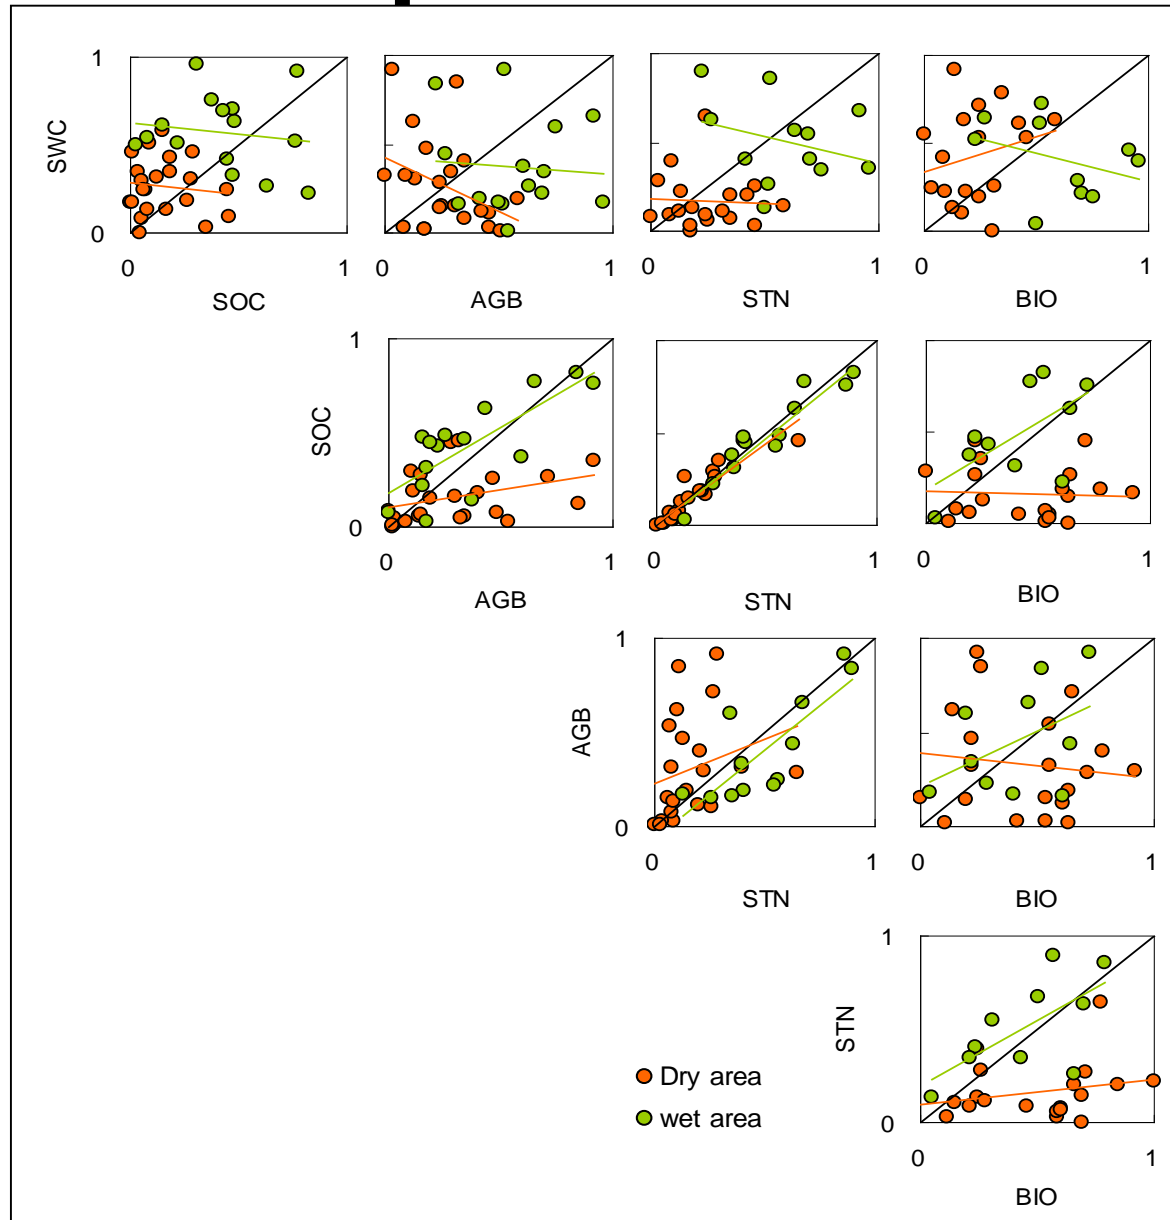 1
SWC
0
0 1 0 1 0 1 0 1
SOC AGB STN BIO
1
SOC
0
0 1 0 1 0 1
AGB STN BIO
1
AGB
0
0 1 0 1
STN BIO
1
STN
Dry area
wet area
0
0 1
BIO